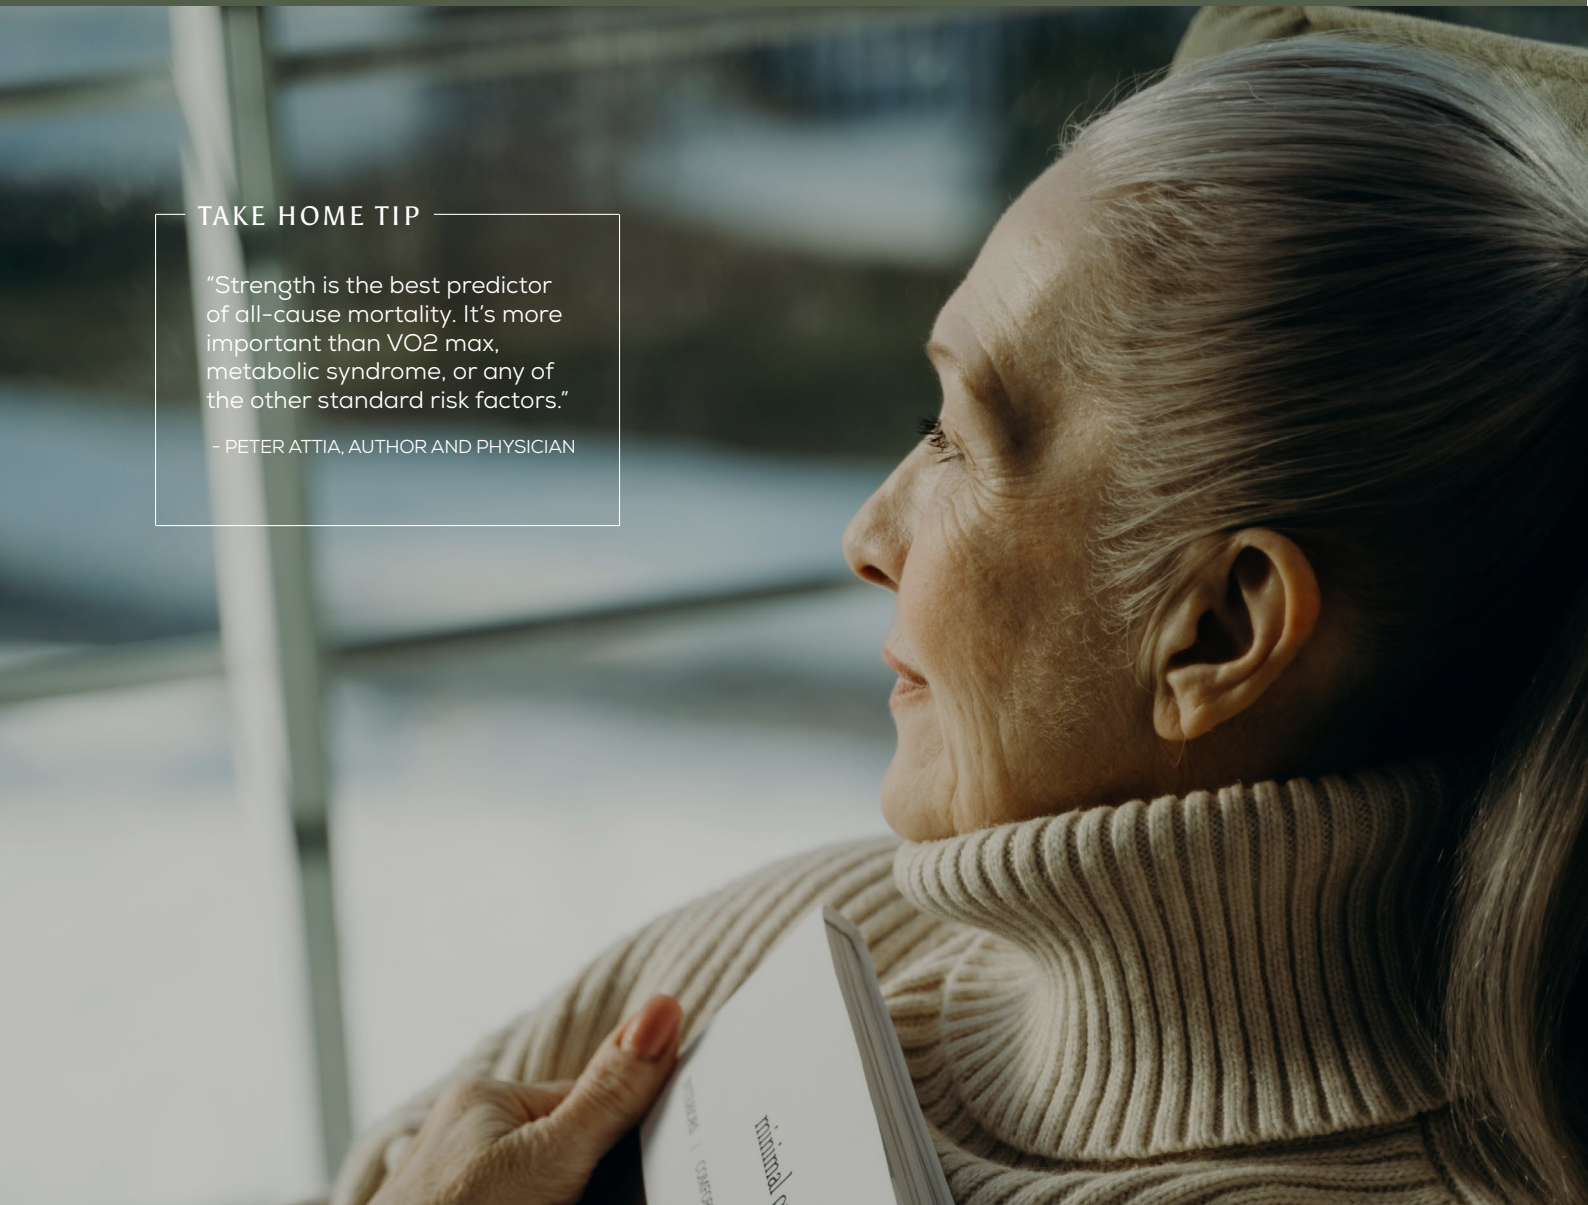 TAKE HOME TIP
“Strength is the best predictor
of all-cause mortality. It’s more
important than VO2 max,
metabolic syndrome, or any of
the other standard risk factors.”
- PETER ATTIA, AUTHOR AND PHYSICIAN
minimal